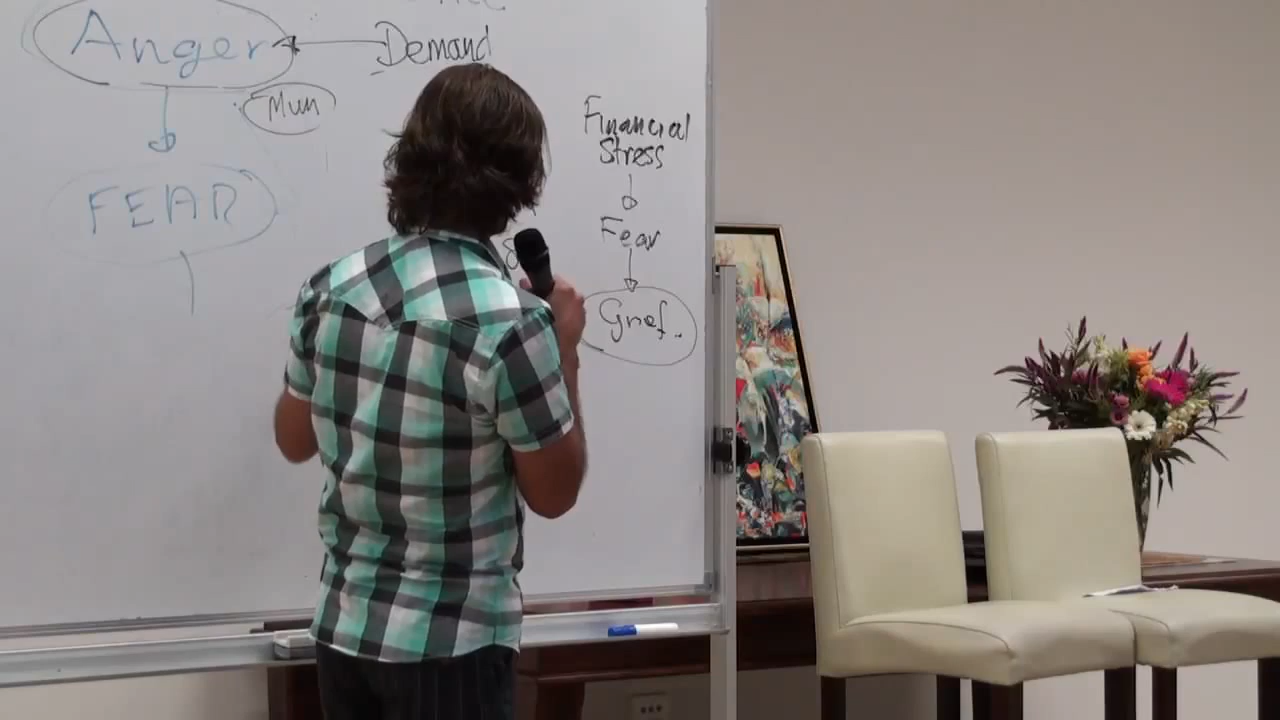 Anger
Demand
Mum
FEAR
Financial
Stress
Fear
Grief.